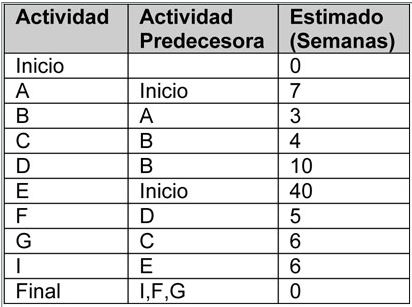 Actividad Actividad Predecesora Estimado (Semanas)
Inicio 0
A Inicio 7
B A 3
C B 4
D B 10
E Inicio 40
F D 5
G C 6
I E 6
Final I,F,G 0